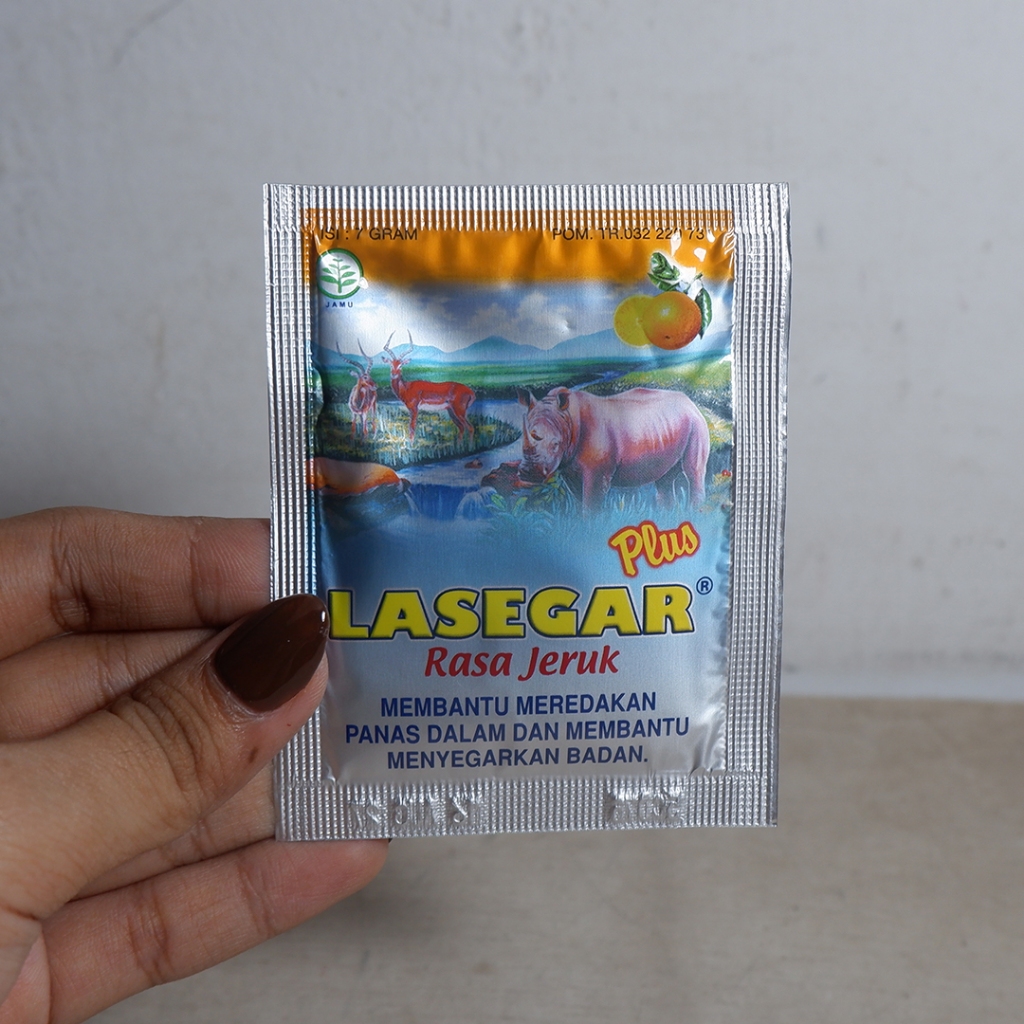 ISI : 7 GRAM
POM. TR.032 22
JAMU
Plus
LASEGAR®
Rasa Jeruk
MEMBANTU MEREDAKAN
PANAS DALAM DAN MEMBANTU
MENYEGARKAN BADAN.